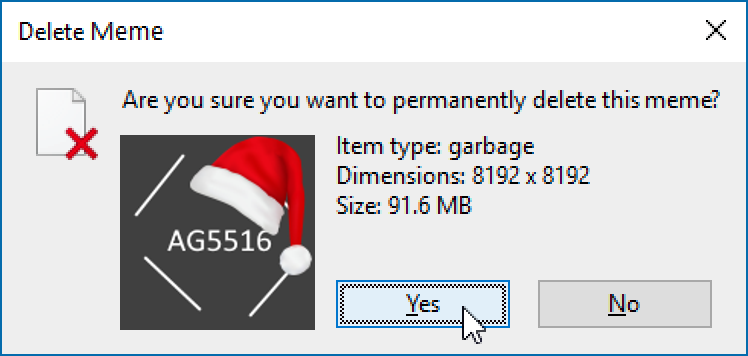 Delete Meme
Are you sure you want to permanently delete this meme?
Item type: garbage
Dimensions: 8192 x 8192
Size: 91.6 MB
AG5516
Yes
No